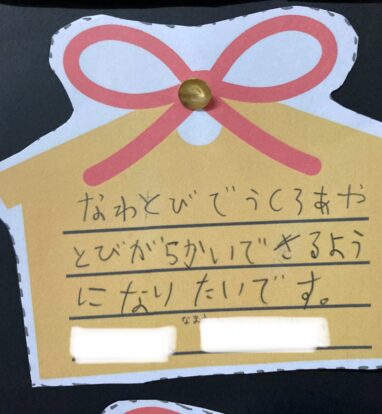 なわとびでうしろあや
とびが5かいできるよう
になりたいです。